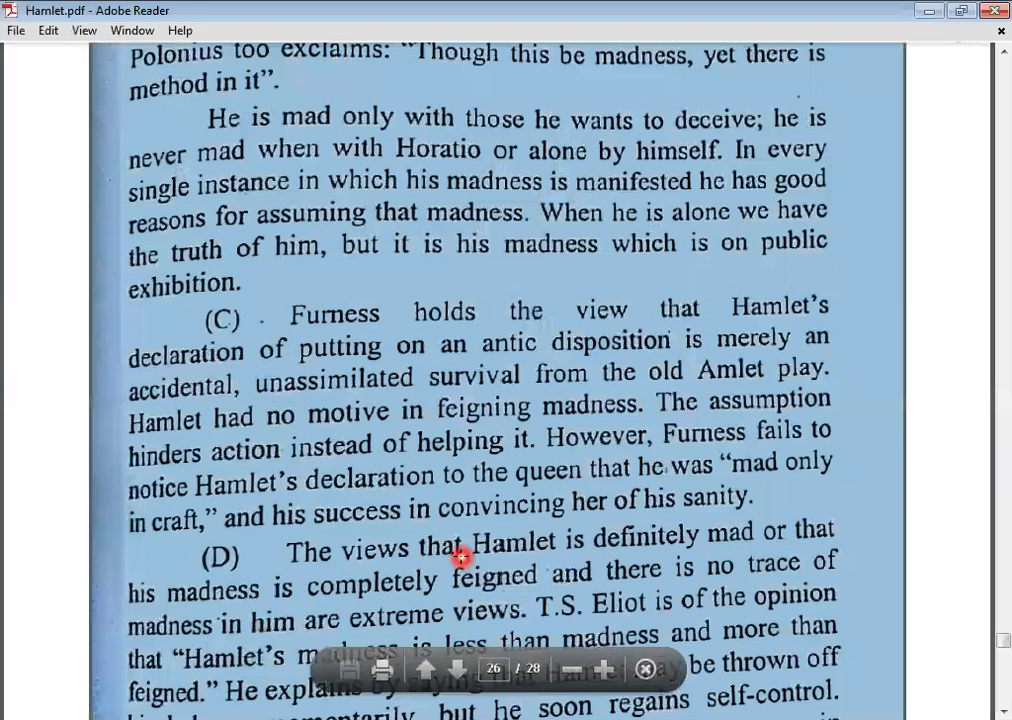 Hamlet.pdf - Adobe Reader
File Edit View Window Help
Polonius too exclaims: “Though this be madness, yet there is
method in it”.
He is mad only with those he wants to deceive; he is
never mad when with Horatio or alone by himself. In every
single instance in which his madness is manifested he has good
reasons for assuming that madness. When he is alone we have
the truth of him, but it is his madness which is on public
exhibition.
(C) . Furness holds the view that Hamlet’s
declaration of putting on an antic disposition is merely an
accidental, unassimilated survival from the old Amlet play.
Hamlet had no motive in feigning madness. The assumption
hinders action instead of helping it. However, Furness fails to
notice Hamlet’s declaration to the queen that he was “mad only
in craft,” and his success in convincing her of his sanity.
(D) The views that Hamlet is definitely mad or that
his madness is completely feigned and there is no trace of
madness in him are extreme views. T.S. Eliot is of the opinion
that “Hamlet’s madness is less than madness and more than
feigned.” He explains by saying that Hamlet may be thrown off
momentarily, but he soon regains self-control.
26 / 28